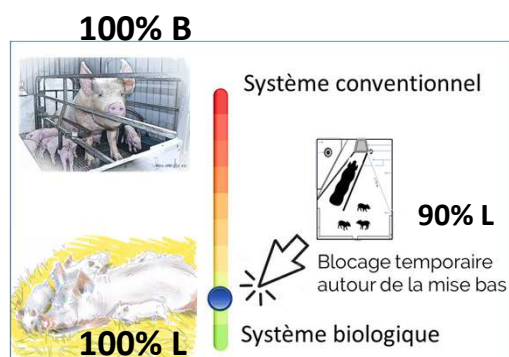 100% B
Système conventionnel
90% L
Blocage temporaire
autour de la mise bas
Système biologique
100% L